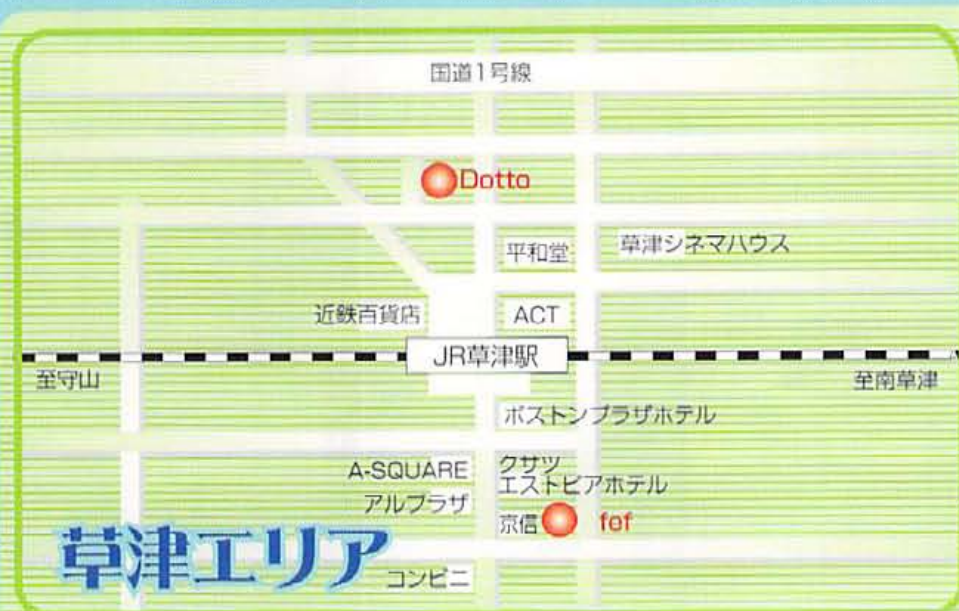 国道1号線
Dotto
平和堂
草津シネマハウス
近鉄百貨店
ACT
JR草津駅
至守山
至南草津
ボストンプラザホテル
A-SQUARE
アルプラザ
クサツ
エストピアホテル
京信
fef
草津エリア
コンビニ